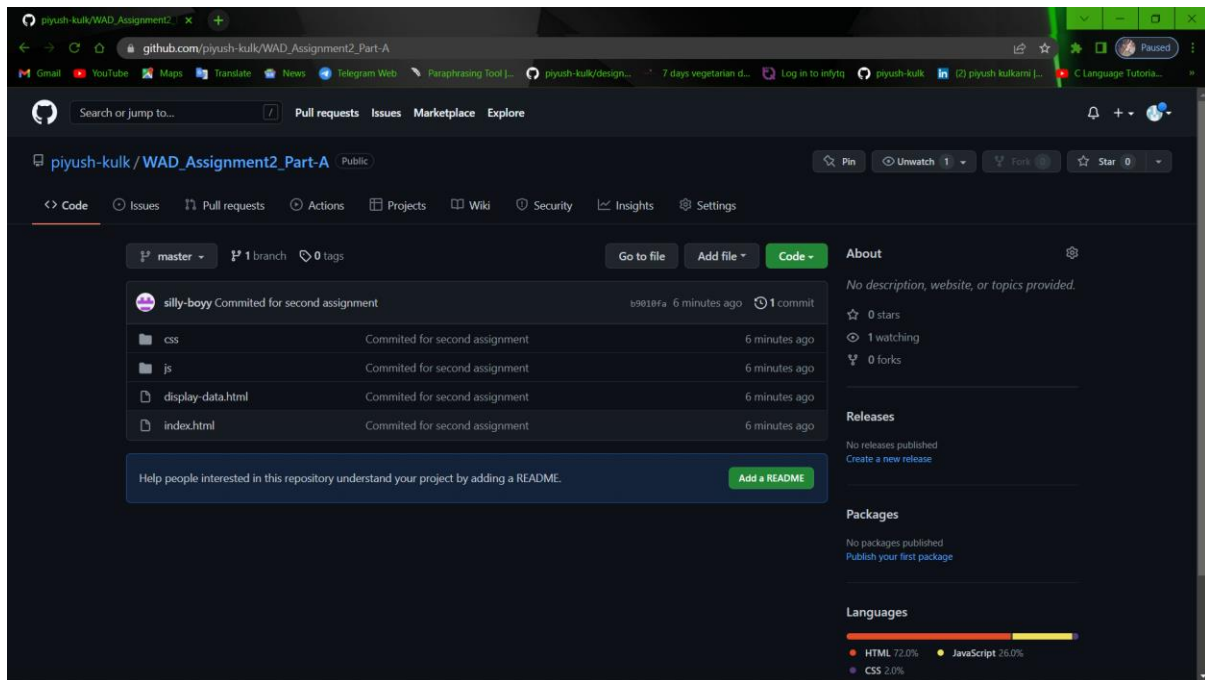 piyush-kulk/WAD_Assignment2_
github.com/piyush-kulk/WAD_Assignment2_Part-A
Paused
Gmail YouTube Maps Translate News Telegram Web Paraphrasing Tool |... piyush-kulk/design... 7 days vegetarian d... Log in to infytq piyush-kulk (2) piyush kulkarni |... C Language Tutoria... »
Search or jump to... / Pull requests Issues Marketplace Explore
piyush-kulk / WAD_Assignment2_Part-A Public
Pin Unwatch 1 Fork 0 Star 0
<> Code Issues Pull requests Actions Projects Wiki Security Insights Settings
master 1 branch 0 tags Go to file Add file Code
silly-boyy Commited for second assignment b9010fa 6 minutes ago 1 commit
css Commited for second assignment 6 minutes ago
js Commited for second assignment 6 minutes ago
display-data.html Commited for second assignment 6 minutes ago
index.html Commited for second assignment 6 minutes ago
Help people interested in this repository understand your project by adding a README. Add a README
About
No description, website, or topics provided.
0 stars
1 watching
0 forks
Releases
No releases published
Create a new release
Packages
No packages published
Publish your first package
Languages
HTML 72.0% JavaScript 26.0%
CSS 2.0%